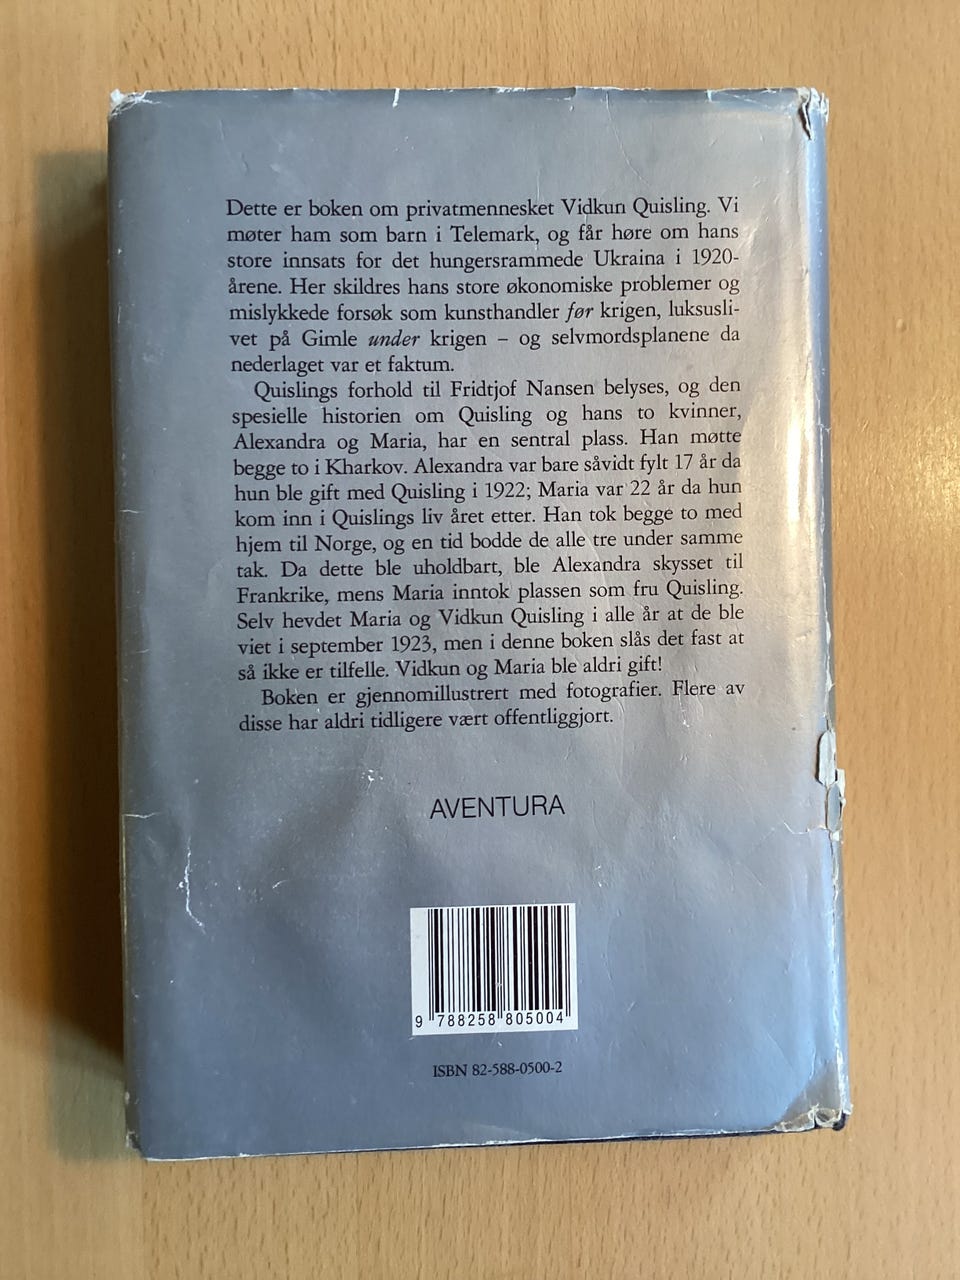 Dette er boken om privatmennesket Vidkun Quisling. Vi
møter ham som barn i Telemark, og får høre om hans
store innsats for det hungersrammede Ukraina i 1920-
årene. Her skildres hans store økonomiske problemer og
mislykkede forsøk som kunsthandler før krigen, luksusli-
vet på Gimle under krigen – og selvmordsplanene da
nederlaget var et faktum.
Quislings forhold til Fridtjof Nansen belyses, og den
spesielle historien om Quisling og hans to kvinner,
Alexandra og Maria, har en sentral plass. Han møtte
begge to i Kharkov. Alexandra var bare såvidt fylt 17 år da
hun ble gift med Quisling i 1922; Maria var 22 år da hun
kom inn i Quislings liv året etter. Han tok begge to med
hjem til Norge, og en tid bodde de alle tre under samme
tak. Da dette ble uholdbart, ble Alexandra skysset til
Frankrike, mens Maria inntok plassen som fru Quisling.
Selv hevdet Maria og Vidkun Quisling i alle år at de ble
viet i september 1923, men i denne boken slås det fast at
så ikke er tilfelle. Vidkun og Maria ble aldri gift!
Boken er gjennomillustrert med fotografier. Flere av
disse har aldri tidligere vært offentliggjort.
AVENTURA
9 788258 805004
ISBN 82-588-0500-2